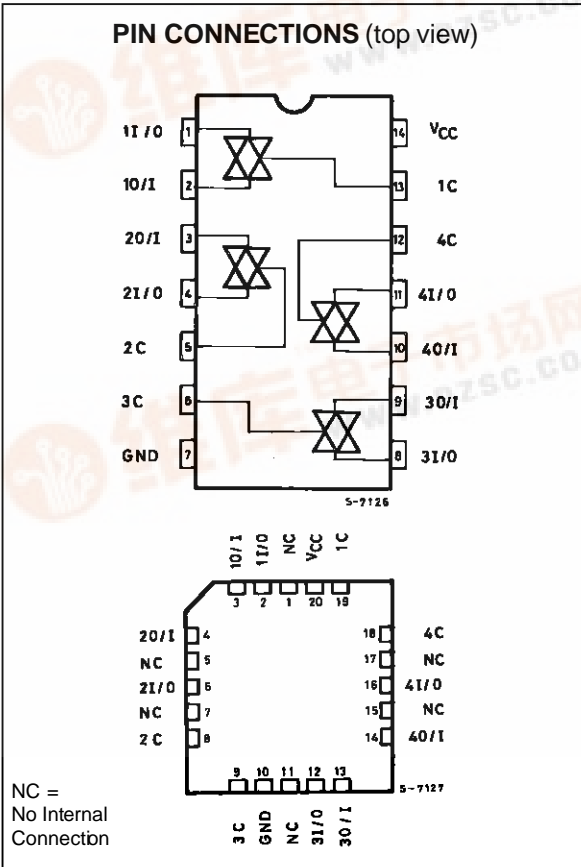 PIN CONNECTIONS (top view)
1I/O 1 14 VCC
1O/I 2 13 1C
2O/I 3 12 4C
2I/O 4 11 4I/O
2C 5 10 4O/I
3C 6 9 3O/I
GND 7 8 3I/O
S-7126
1O/I 1I/O NC VCC 1C
3 2 1 20 19
2O/I 4 18 4C
NC 5 17 NC
2I/O 6 16 4I/O
NC 7 15 NC
2C 8 14 4O/I
9 10 11 12 13
S-7127
3C GND NC 3I/O 3O/I
NC =
No Internal
Connection